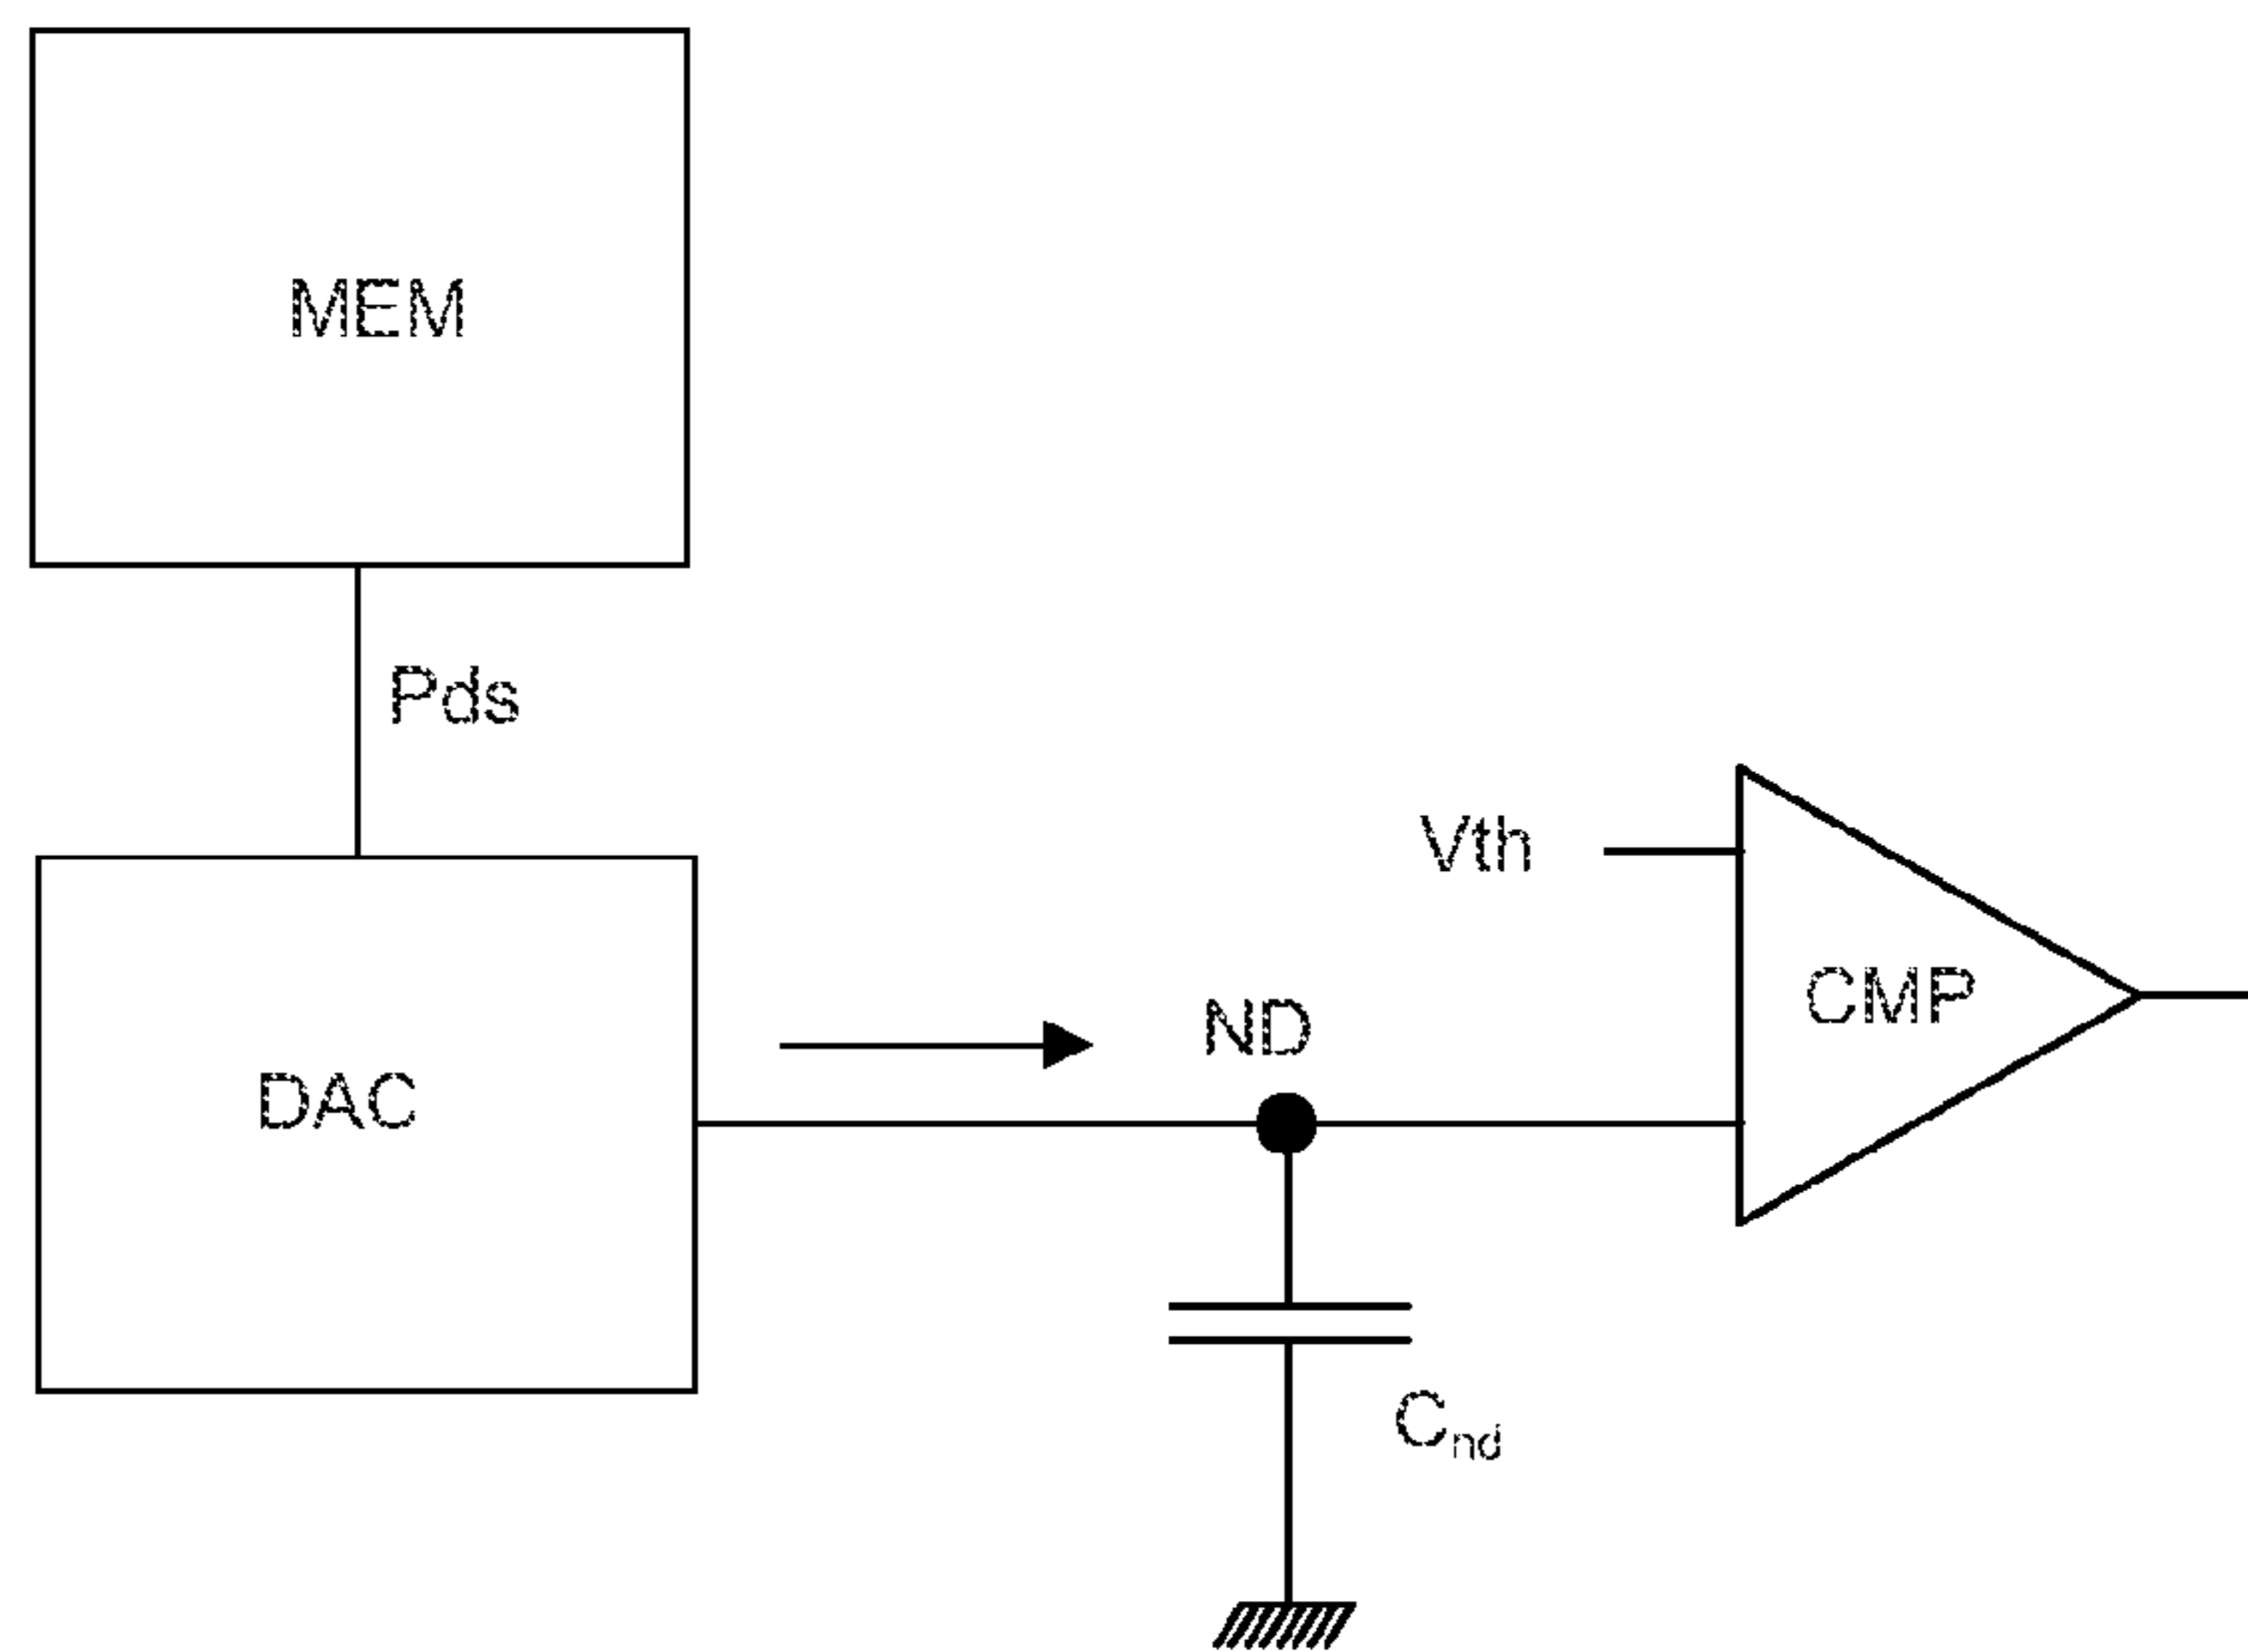 MEM
Pds
Vth
CMP
ND
DAC
Cnd